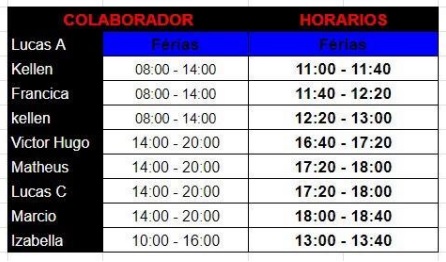 COLABORADOR HORARIOS
Lucas A Férias Férias
Kellen 08:00 - 14:00 11:00 - 11:40
Francica 08:00 - 14:00 11:40 - 12:20
kellen 08:00 - 14:00 12:20 - 13:00
Victor Hugo 14:00 - 20:00 16:40 - 17:20
Matheus 14:00 - 20:00 17:20 - 18:00
Lucas C 14:00 - 20:00 17:20 - 18:00
Marcio 14:00 - 20:00 18:00 - 18:40
Izabella 10:00 - 16:00 13:00 - 13:40